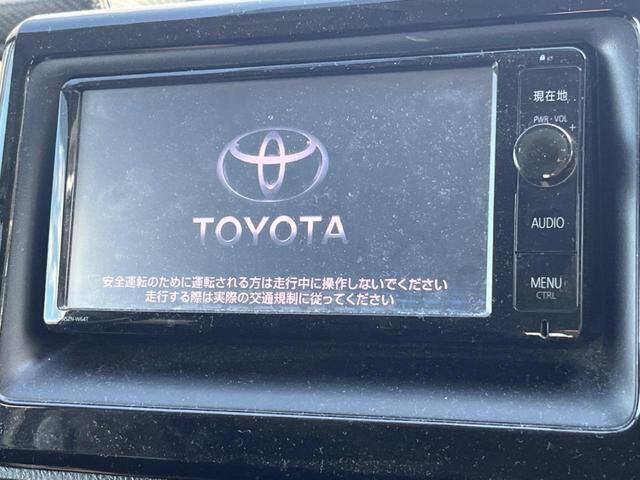 TOYOTA
安全運転のために運転される方は走行中に操作しないでください
走行する際は実際の交通規制に従ってください
現在地
PWR・VOL
+
AUDIO
MENU
CTRL